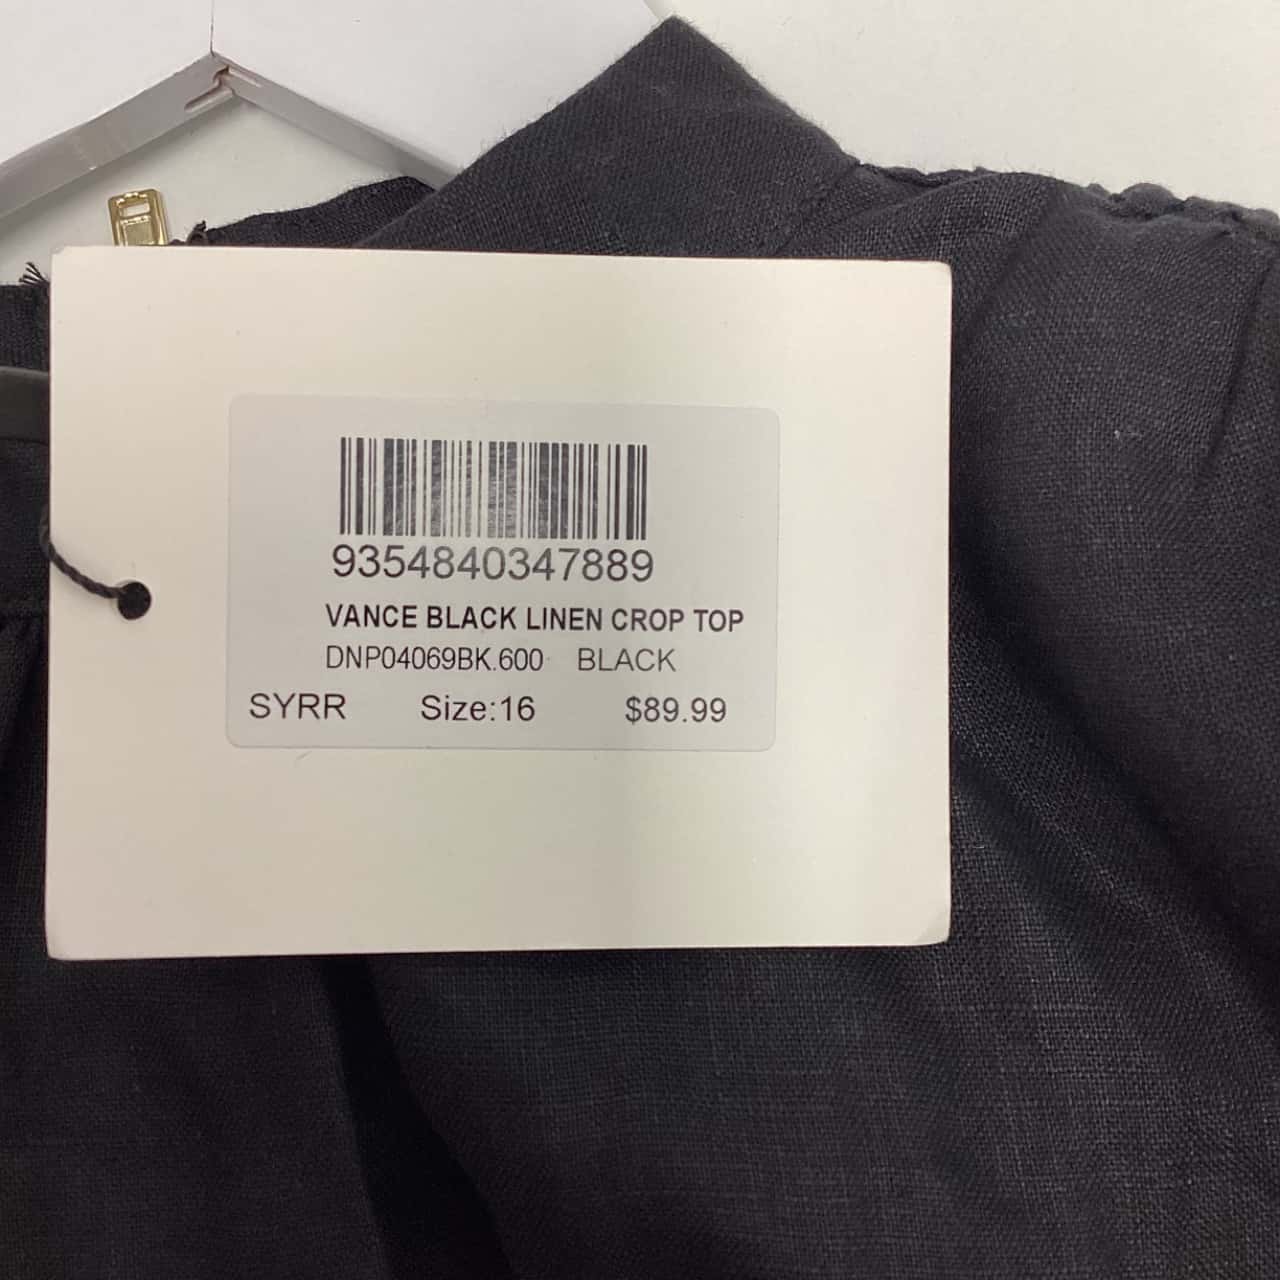 9354840347889
VANCE BLACK LINEN CROP TOP
DNP04069BK.600 BLACK
SYRR Size:16 $89.99